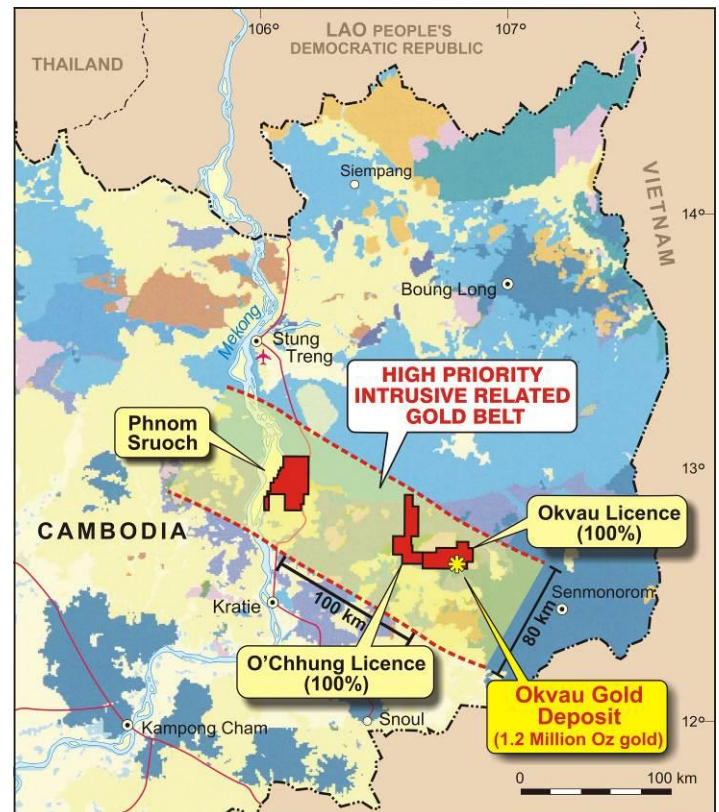 106°
107°
LAO PEOPLE'S
DEMOCRATIC REPUBLIC
THAILAND
Siempang
VIETNAM
14°
Boung Long
Mekong
Stung
Treng
HIGH PRIORITY
INTRUSIVE RELATED
GOLD BELT
Phnom
Sruoch
13°
CAMBODIA
Okvau Licence
(100%)
Kratie
100 km
80 km
Senmonorom
O'Chhung Licence
(100%)
Okvau Gold
Deposit
(1.2 Million Oz gold)
Snoul
Kampong Cham
12°
0 100 km